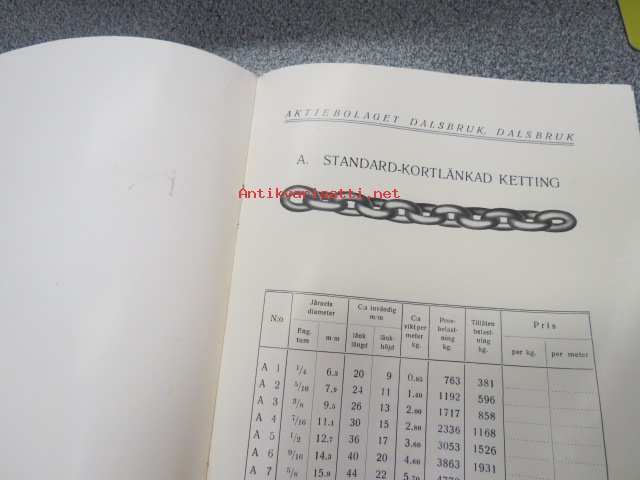 AKTIEBOLAGET DALSBRUK, DALSBRUK
A. STANDARD-KORTLÄNKAD KETTING
Antikvariaatti.net
N:o
Järnets diameter
Eng. tum
m/m
C:a invändig m/m
länk-längd
länk-höjd
C:a vikt per meter kg.
Prov-belast-ning kg.
Tillåten belast-ning kg.
Pris
per kg.
per meter
A 1 1/4 6.3 20 9 0.85 763 381
A 2 5/16 7.9 24 11 1.40 1192 596
A 3 3/8 9.5 26 13 2.00 1717 858
A 4 7/16 11.1 30 15 2.80 2336 1168
A 5 1/2 12.7 36 17 3.60 3053 1526
A 6 9/16 14.3 40 20 4.60 3863 1931
A 7 5/8 15.9 44 22 5.70